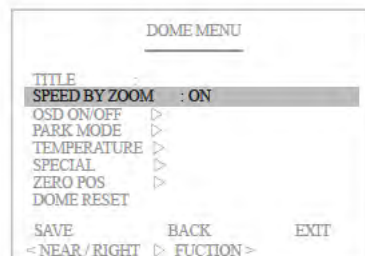 DOME MENU
TITLE :
SPEED BY ZOOM : ON
OSD ON/OFF ▷
PARK MODE ▷
TEMPERATURE ▷
SPECIAL ▷
ZERO POS ▷
DOME RESET
SAVE BACK EXIT
< NEAR / RIGHT ▷ FUCTION >